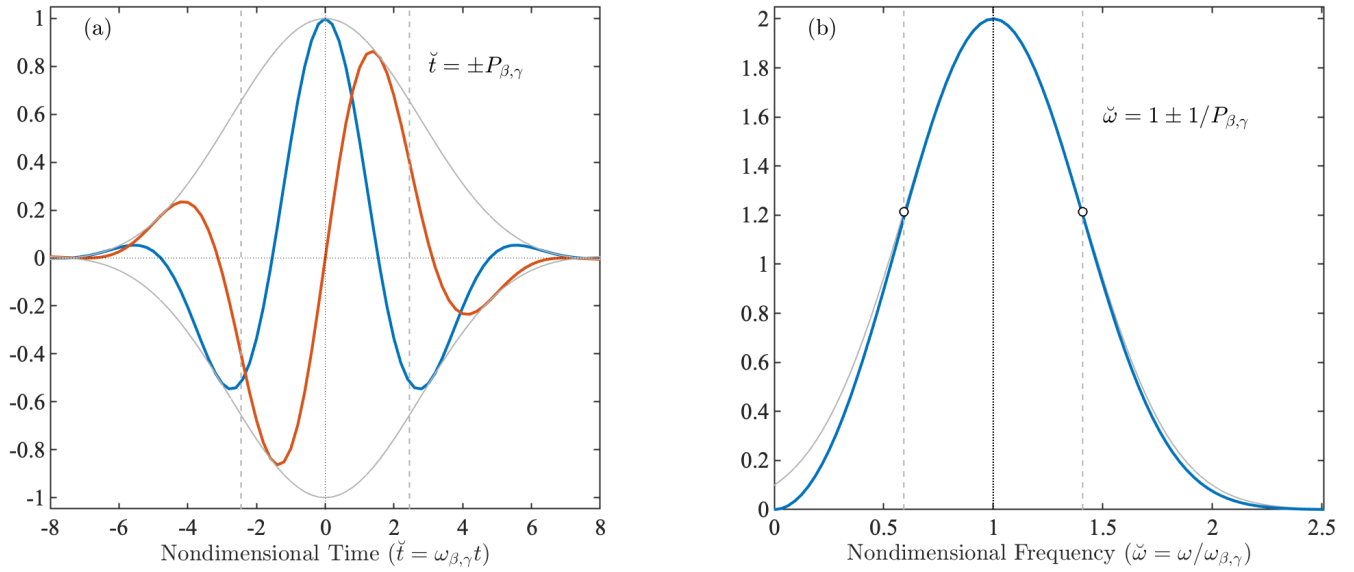 (a)
t̆ = ±P_{β,γ}
1
0.8
0.6
0.4
0.2
0
-0.2
-0.4
-0.6
-0.8
-1
-8 -6 -4 -2 0 2 4 6 8
Nondimensional Time (t̆ = ω_{β,γ}t)
(b)
ω̆ = 1 ± 1/P_{β,γ}
2
1.8
1.6
1.4
1.2
1
0.8
0.6
0.4
0.2
0
0 0.5 1 1.5 2 2.5
Nondimensional Frequency (ω̆ = ω/ω_{β,γ})